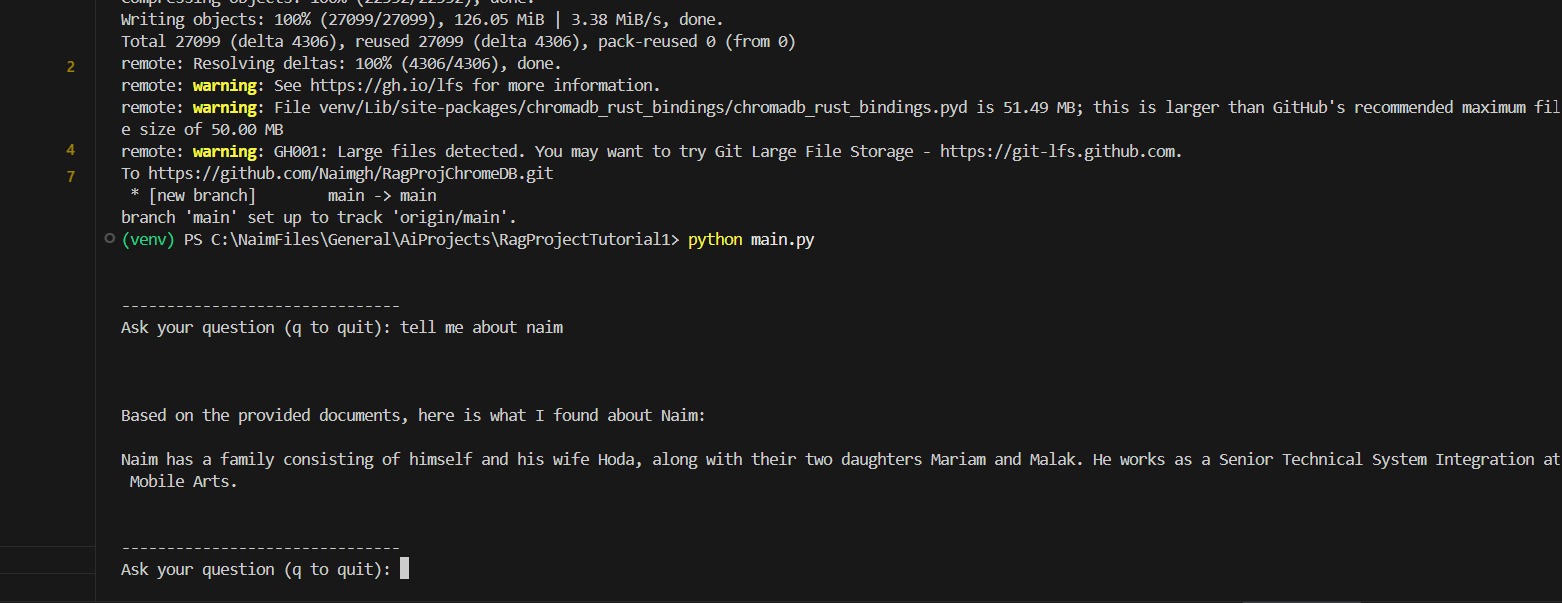 Compressing objects: 100% (22592/22592), done.
Writing objects: 100% (27099/27099), 126.05 MiB | 3.38 MiB/s, done.
Total 27099 (delta 4306), reused 27099 (delta 4306), pack-reused 0 (from 0)
2
remote: Resolving deltas: 100% (4306/4306), done.
remote: warning: See https://gh.io/lfs for more information.
remote: warning: File venv/Lib/site-packages/chromadb_rust_bindings/chromadb_rust_bindings.pyd is 51.49 MB; this is larger than GitHub's recommended maximum fil
e size of 50.00 MB
4
remote: warning: GH001: Large files detected. You may want to try Git Large File Storage - https://git-lfs.github.com.
7
To https://github.com/Naimgh/RagProjChromeDB.git
* [new branch] main -> main
branch 'main' set up to track 'origin/main'.
(venv) PS C:\NaimFiles\General\AiProjects\RagProjectTutorial1> python main.py
-------------------------------
Ask your question (q to quit): tell me about naim
Based on the provided documents, here is what I found about Naim:
Naim has a family consisting of himself and his wife Hoda, along with their two daughters Mariam and Malak. He works as a Senior Technical System Integration at
Mobile Arts.
-------------------------------
Ask your question (q to quit):